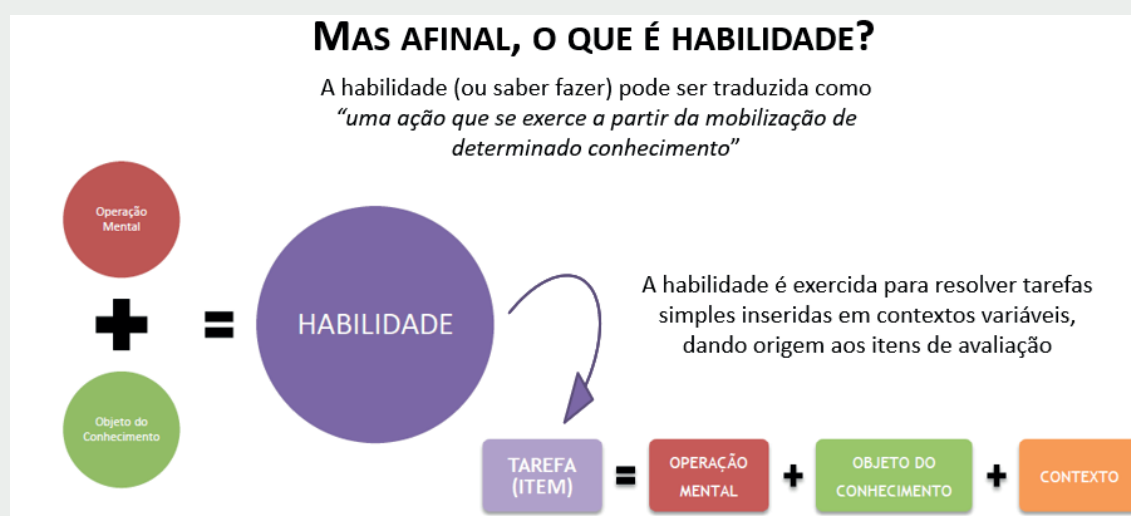 MAS AFINAL, O QUE É HABILIDADE?
A habilidade (ou saber fazer) pode ser traduzida como
“uma ação que se exerce a partir da mobilização de
determinado conhecimento”
Operação
Mental
+
Objeto do
Conhecimento
=
HABILIDADE
A habilidade é exercida para resolver tarefas
simples inseridas em contextos variáveis,
dando origem aos itens de avaliação
TAREFA
(ITEM)
=
OPERAÇÃO
MENTAL
+
OBJETO DO
CONHECIMENTO
+
CONTEXTO